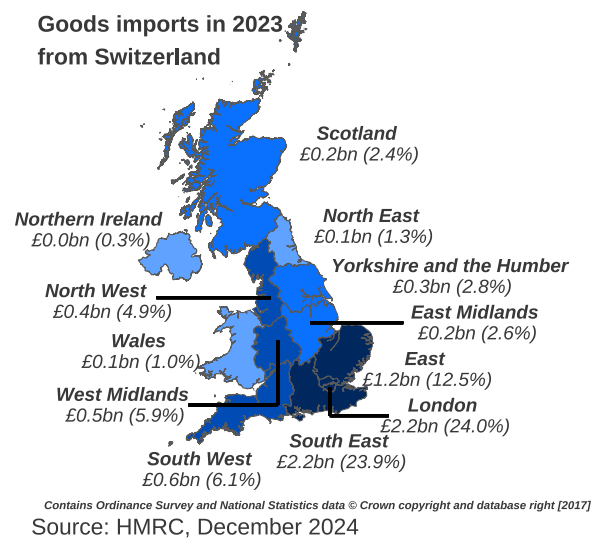 Goods imports in 2023
from Switzerland
Scotland
£0.2bn (2.4%)
Northern Ireland
£0.0bn (0.3%)
North East
£0.1bn (1.3%)
Yorkshire and the Humber
£0.3bn (2.8%)
North West
£0.4bn (4.9%)
East Midlands
£0.2bn (2.6%)
Wales
£0.1bn (1.0%)
East
£1.2bn (12.5%)
West Midlands
£0.5bn (5.9%)
London
£2.2bn (24.0%)
South East
£2.2bn (23.9%)
South West
£0.6bn (6.1%)
Contains Ordinance Survey and National Statistics data © Crown copyright and database right [2017]
Source: HMRC, December 2024